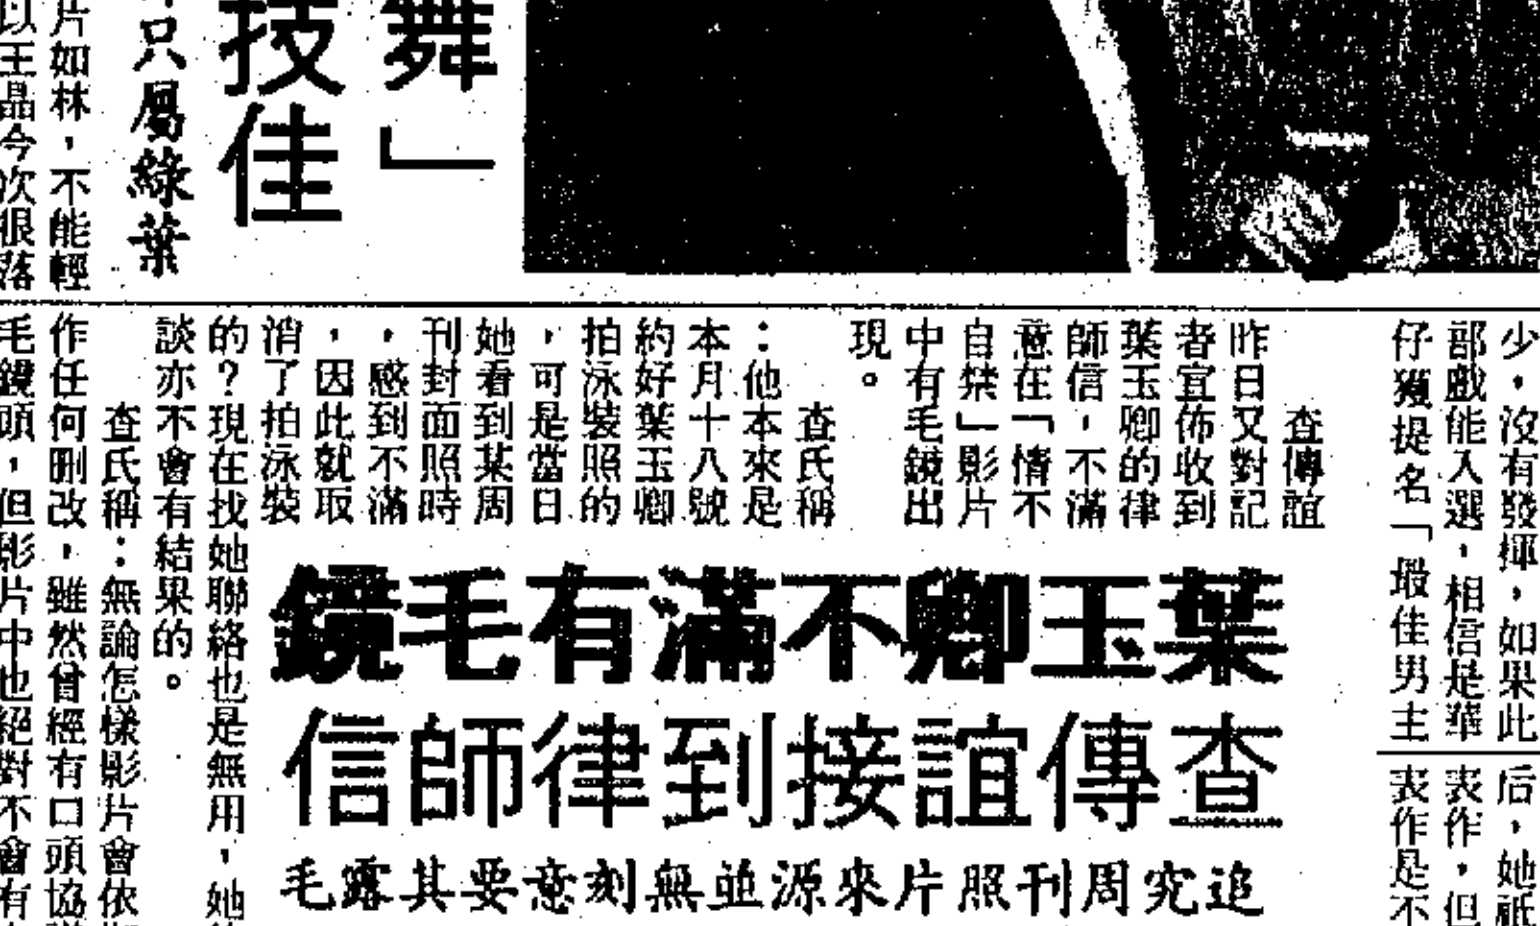 葉玉卿不滿有毛鏡
查傳誼接到律師信
追究周刊照片來源並無刻意要其露毛
查傳誼
昨日又對記
者宣佈收到
葉玉卿的律
師信，不滿
意在「情不
自禁」影片
中有毛鏡出
現。
查氏稱
：他本來是
本月十八號
約好葉玉卿
拍泳裝照的
，可是當日
她看到某周
刊封面照時
，感到不滿
，因此就取
消了拍泳裝
的？現在找她聯絡也是無用，她
談亦不會有結果的。
查氏稱：無論怎樣影片會依
作任何刪改，雖然曾經有口頭協
毛鏡頭，但影片中也絕對不會有
少，沒有發揮，如果此
部戲能入選，相信是華
仔獲提名「最佳男主
后，她祇
表作，但
表作是不
舞」
技佳
只屬綠葉
片如林，不能輕
以王晶今次很落